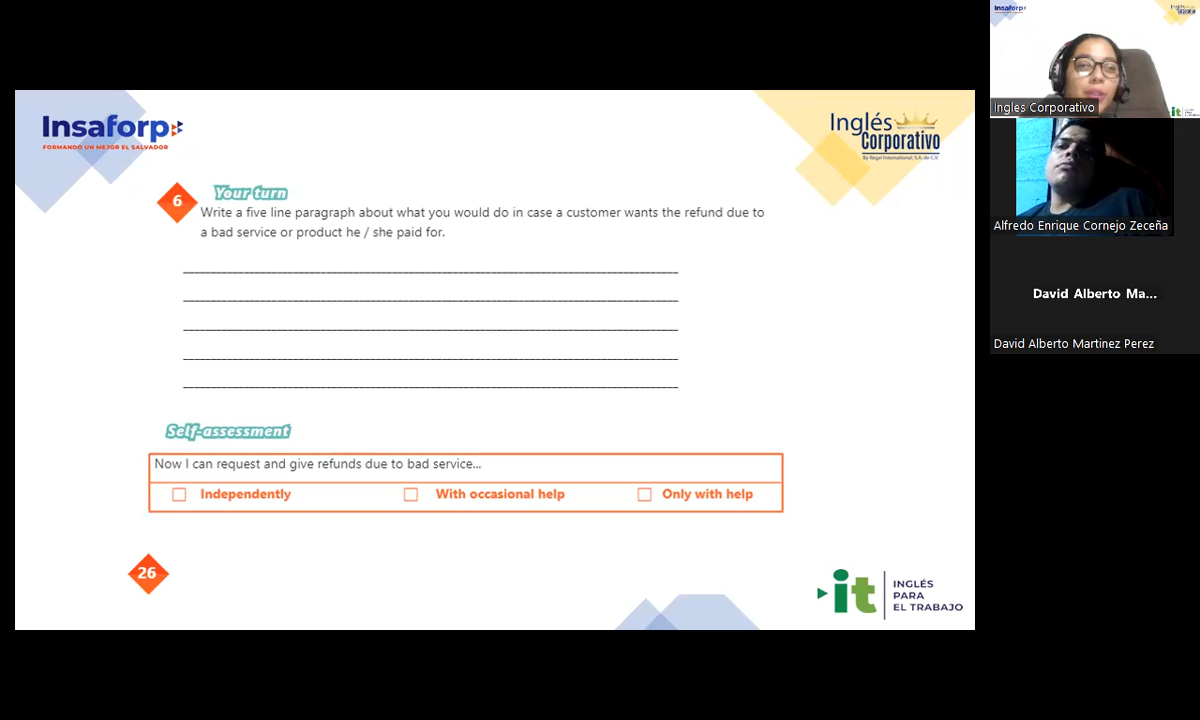 Insaforp
FORMANDO UN MEJOR EL SALVADOR
Inglés
Corporativo
By Regal International, S.A. de C.V.
6
Your turn
Write a five line paragraph about what you would do in case a customer wants the refund due to
a bad service or product he / she paid for.
Self-assessment
Now I can request and give refunds due to bad service...
Independently
With occasional help
Only with help
26
it
INGLÉS
PARA
EL TRABAJO
Insaforp
Inglés
Corporativo
it
Ingles Corporativo
Alfredo Enrique Cornejo Zeceña
David Alberto Ma...
David Alberto Martinez Perez